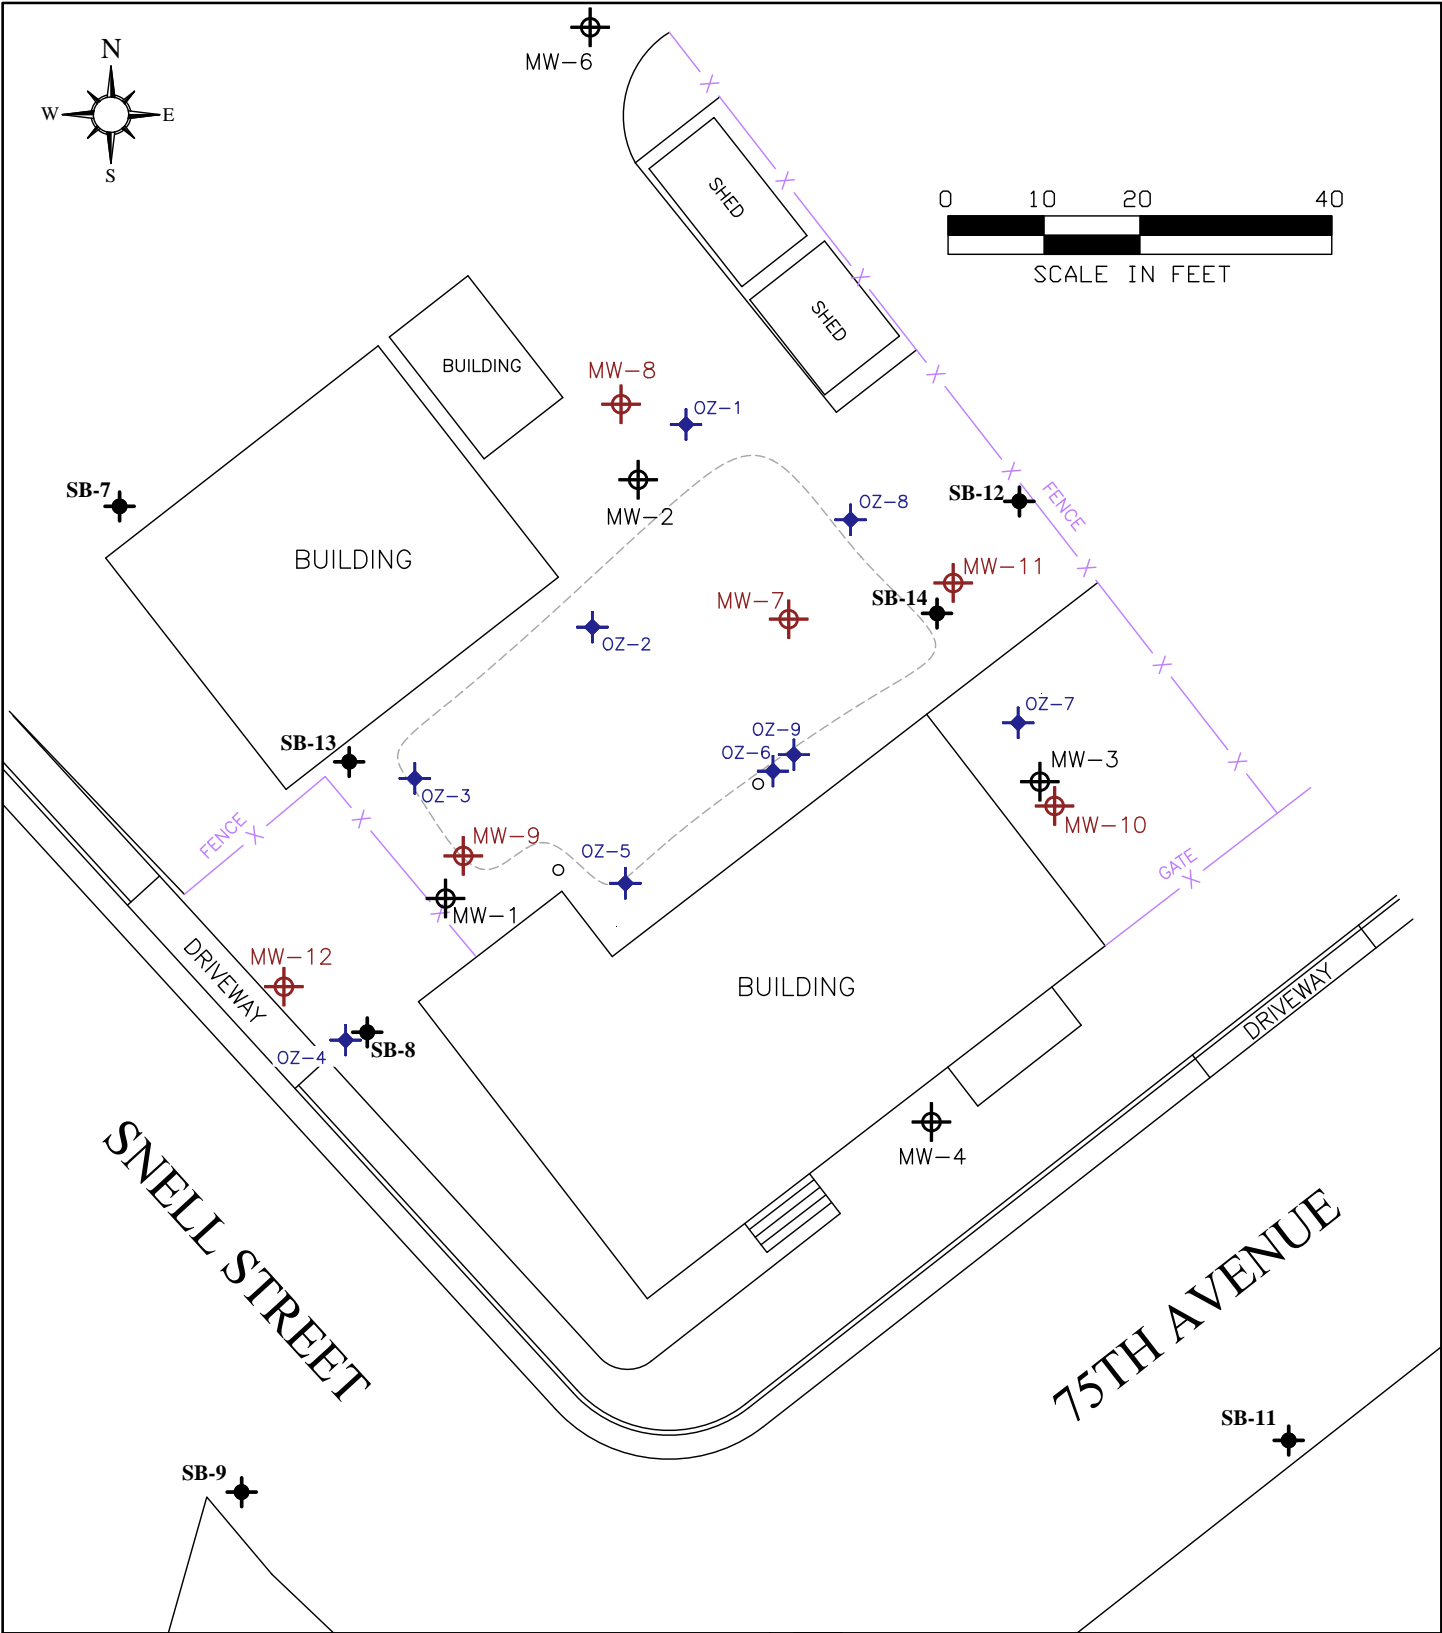 MW-6
N
W E
S
0 10 20 40
SCALE IN FEET
SHED
SHED
BUILDING
MW-8
OZ-1
SB-7
MW-2
OZ-8
SB-12
FENCE
BUILDING
MW-11
MW-7
SB-14
OZ-2
OZ-7
OZ-9
SB-13
OZ-6
MW-3
OZ-3
FENCE
MW-9
MW-10
OZ-5
GATE
MW-1
MW-12
DRIVEWAY
BUILDING
DRIVEWAY
SB-8
OZ-4
MW-4
SNELL STREET
75TH AVENUE
SB-11
SB-9